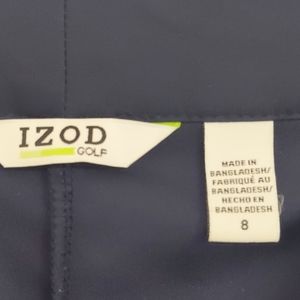 IZOD
GOLF
MADE IN
BANGLADESH/
FABRIQUÉ AU
BANGLADESH/
HECHO EN
BANGLADESH
8